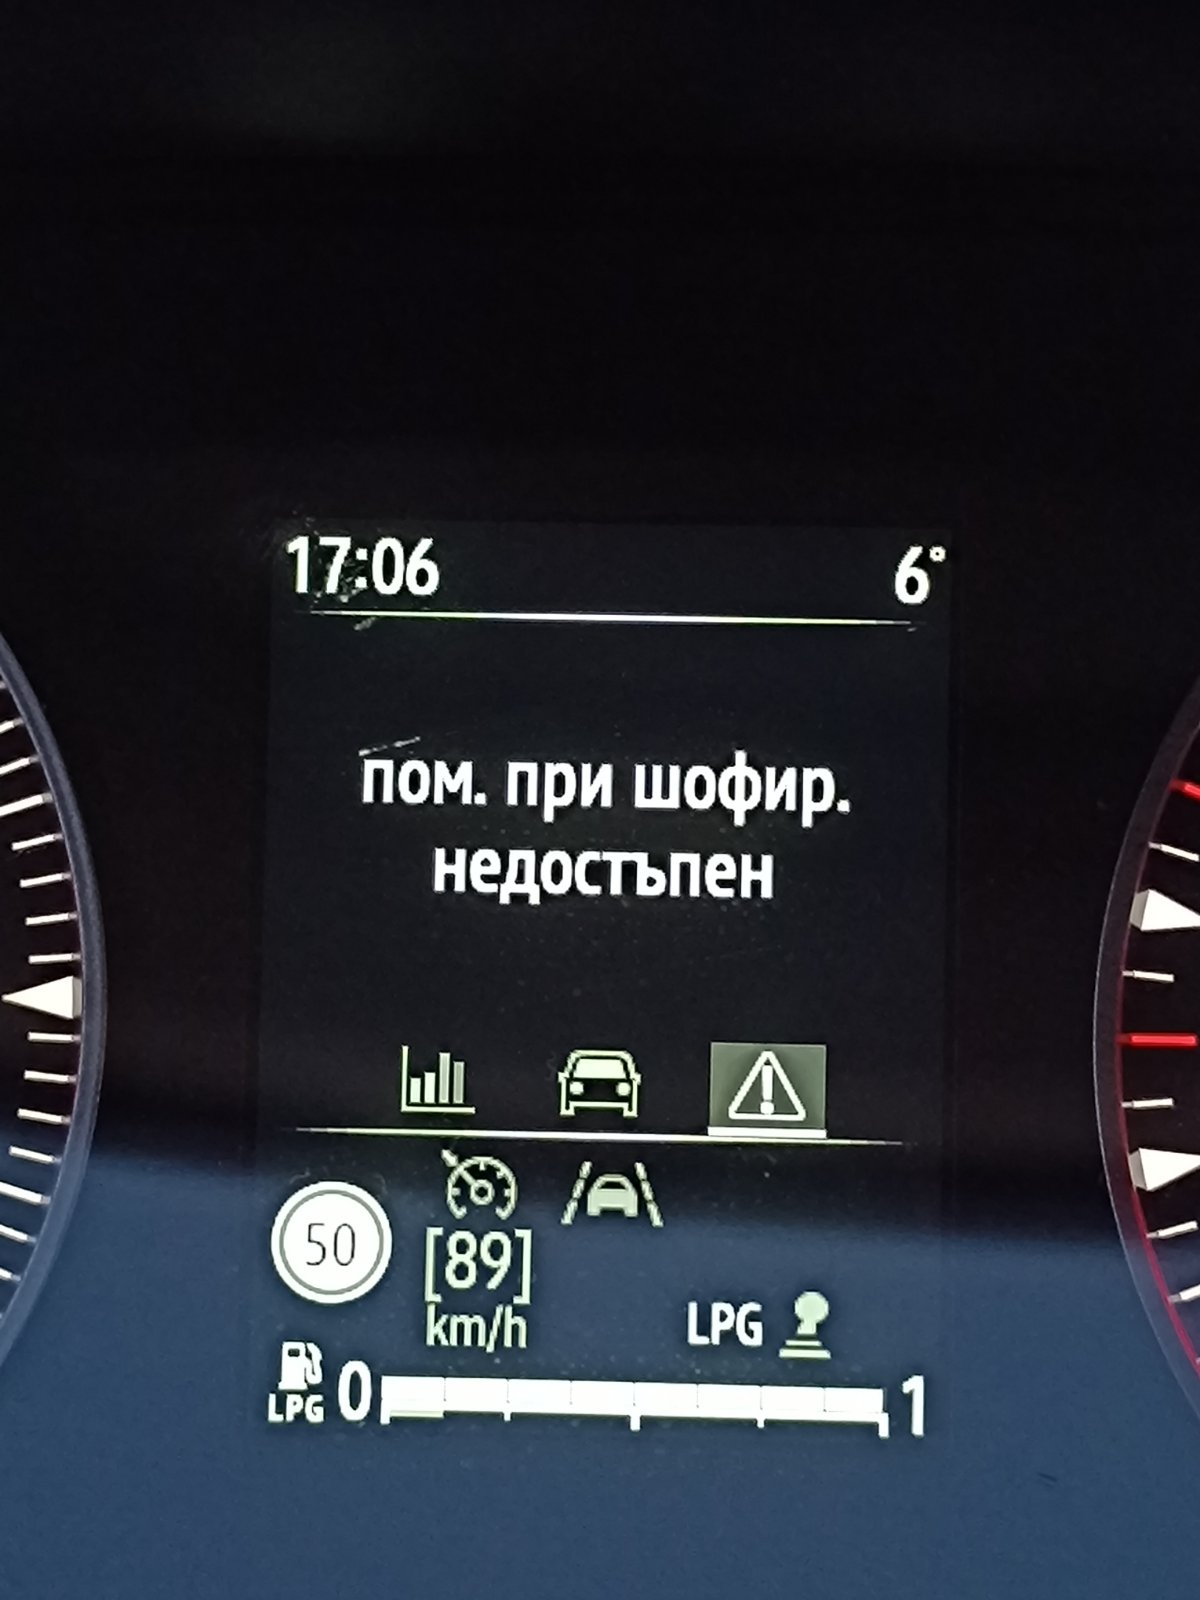 17:06 6°
пом. при шофир.
недостъпен
50
[89]
km/h
LPG
LPG 0 1